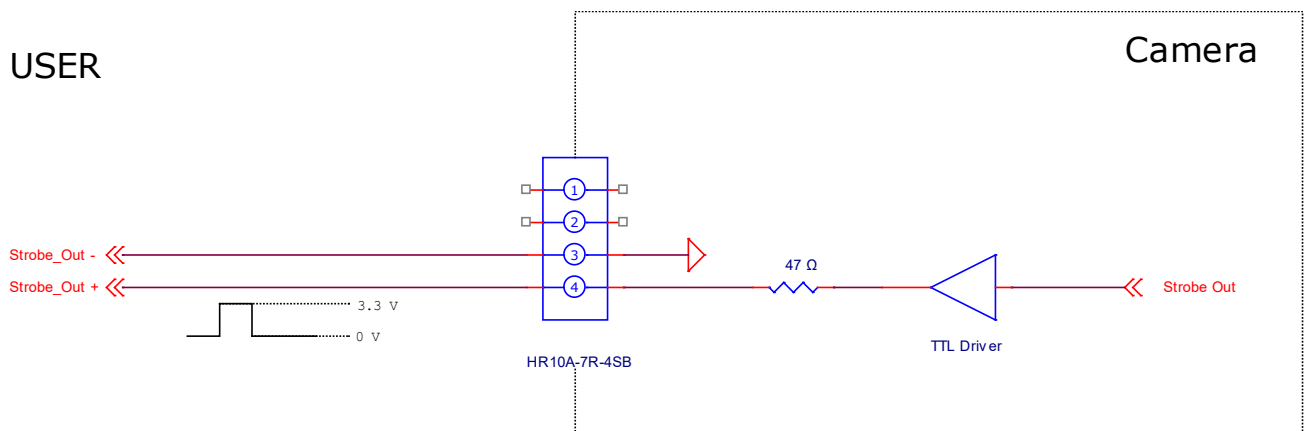 USER
Camera
1
2
Strobe_Out -
3
Strobe_Out +
4
47 Ω
Strobe Out
3.3 V
0 V
TTL Driver
HR10A-7R-4SB